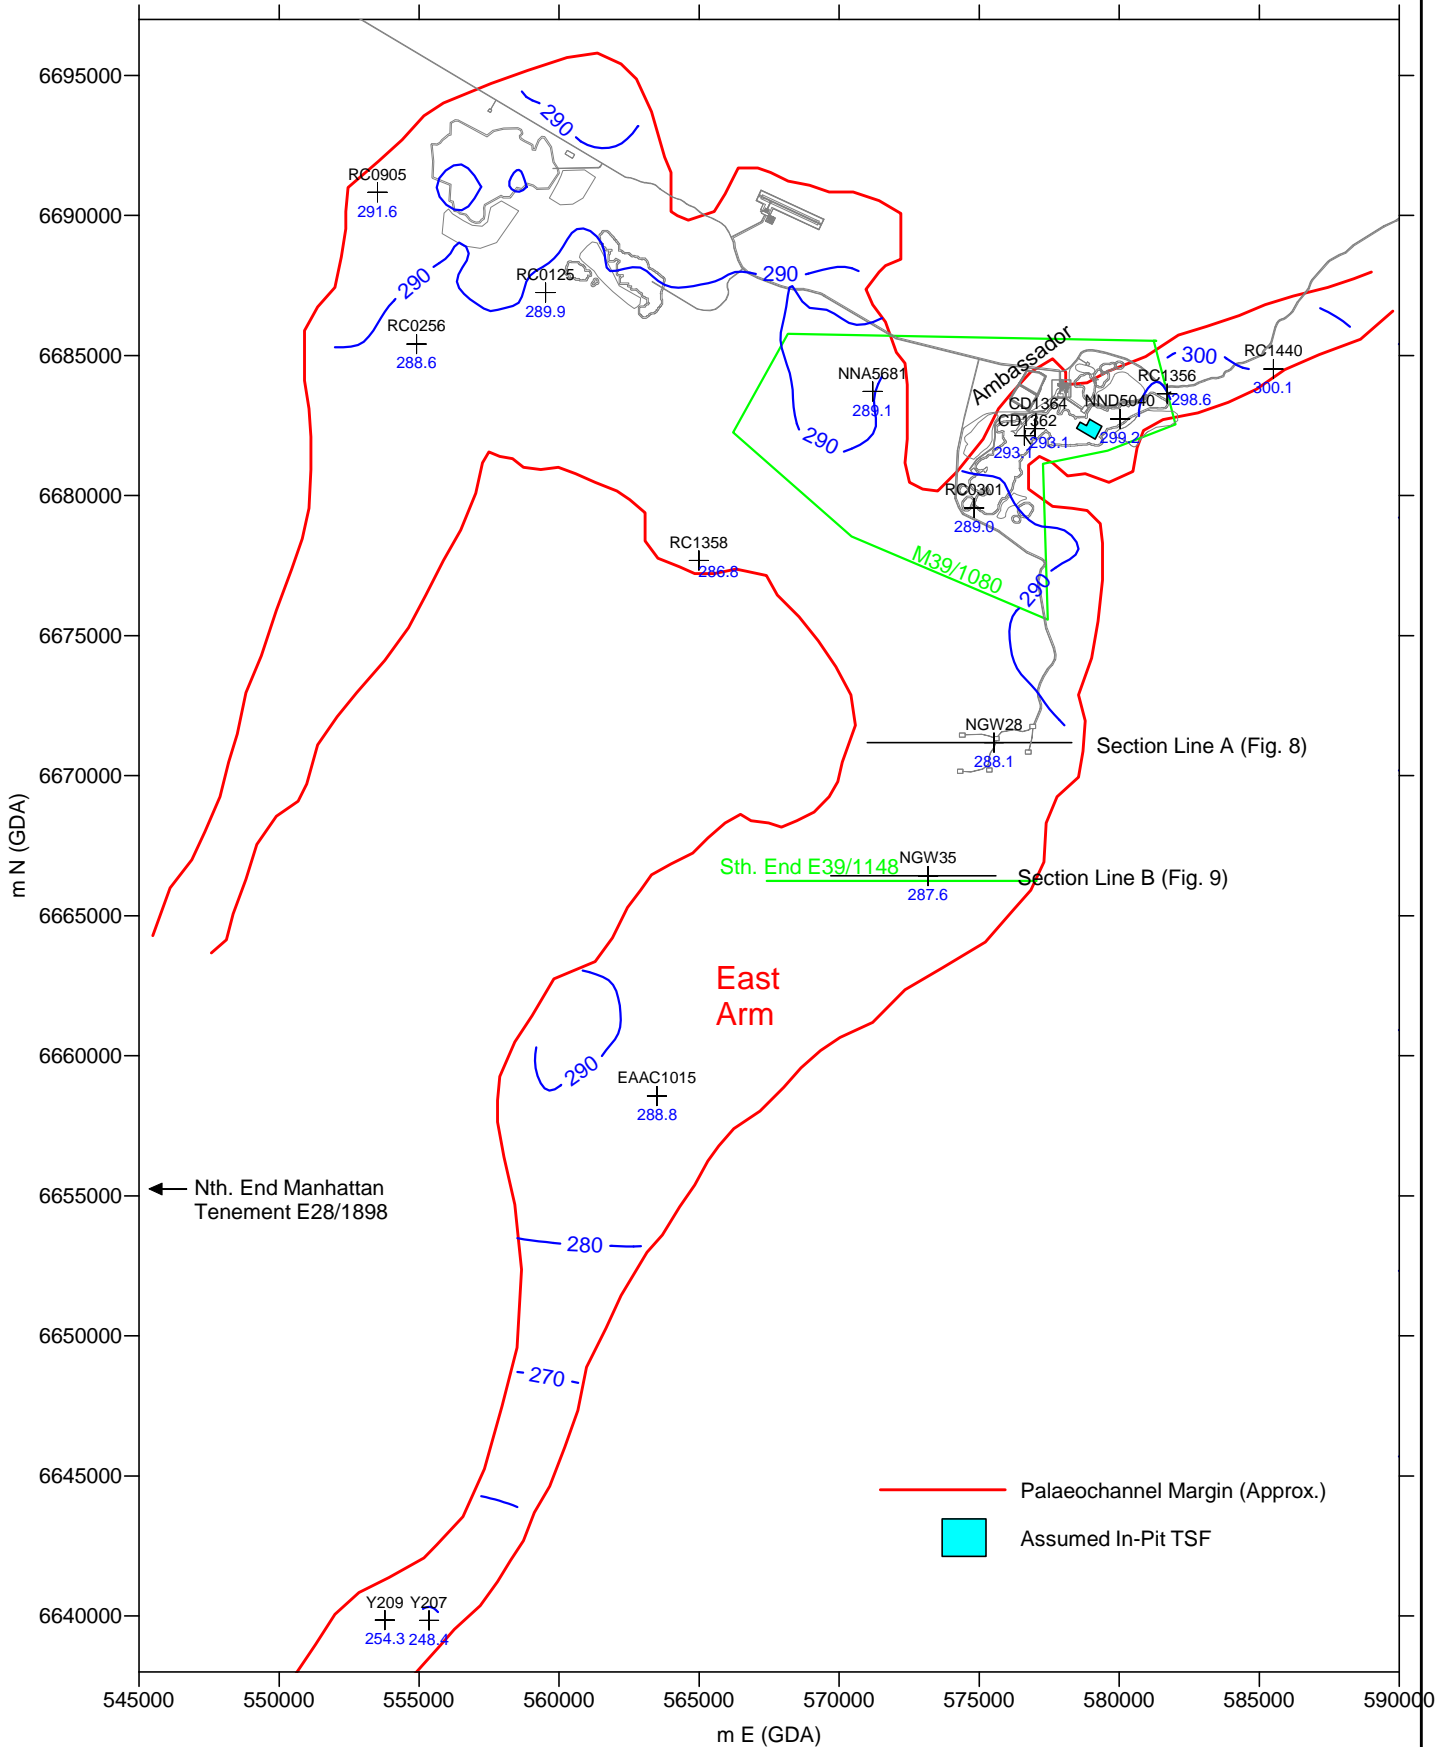 6695000
290
RC0905
291.6
6690000
290
290
RC0125
289.9
RC0256
288.6
6685000
Ambassador
300
RC1440
300.1
NNA5681
289.1
RC1356
298.6
CD1364
293.1
NND5040
299.2
CD1362
293.1
290
6680000
RC0301
289.0
RC1358
286.8
M39/1080
290
6675000
NGW28
288.1
Section Line A (Fig. 8)
6670000
m N (GDA)
Sth. End E39/1148
NGW35
287.6
Section Line B (Fig. 9)
6665000
East
Arm
6660000
290
EAAC1015
288.8
6655000
Nth. End Manhattan
Tenement E28/1898
280
6650000
270
6645000
Palaeochannel Margin (Approx.)
Assumed In-Pit TSF
6640000
Y209
254.3
Y207
248.4
545000
550000
555000
560000
565000
570000
575000
580000
585000
590000
m E (GDA)